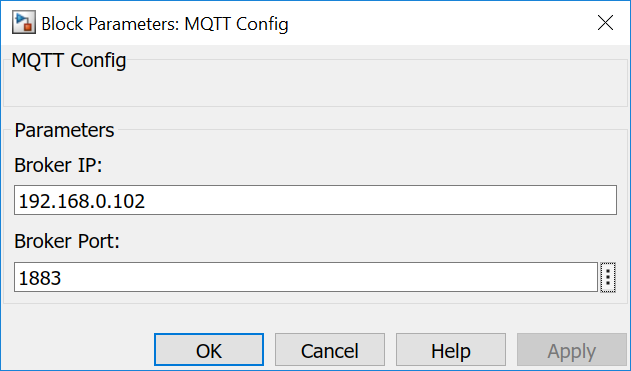 Block Parameters: MQTT Config
MQTT Config
Parameters
Broker IP:
192.168.0.102
Broker Port:
1883
OK Cancel Help Apply